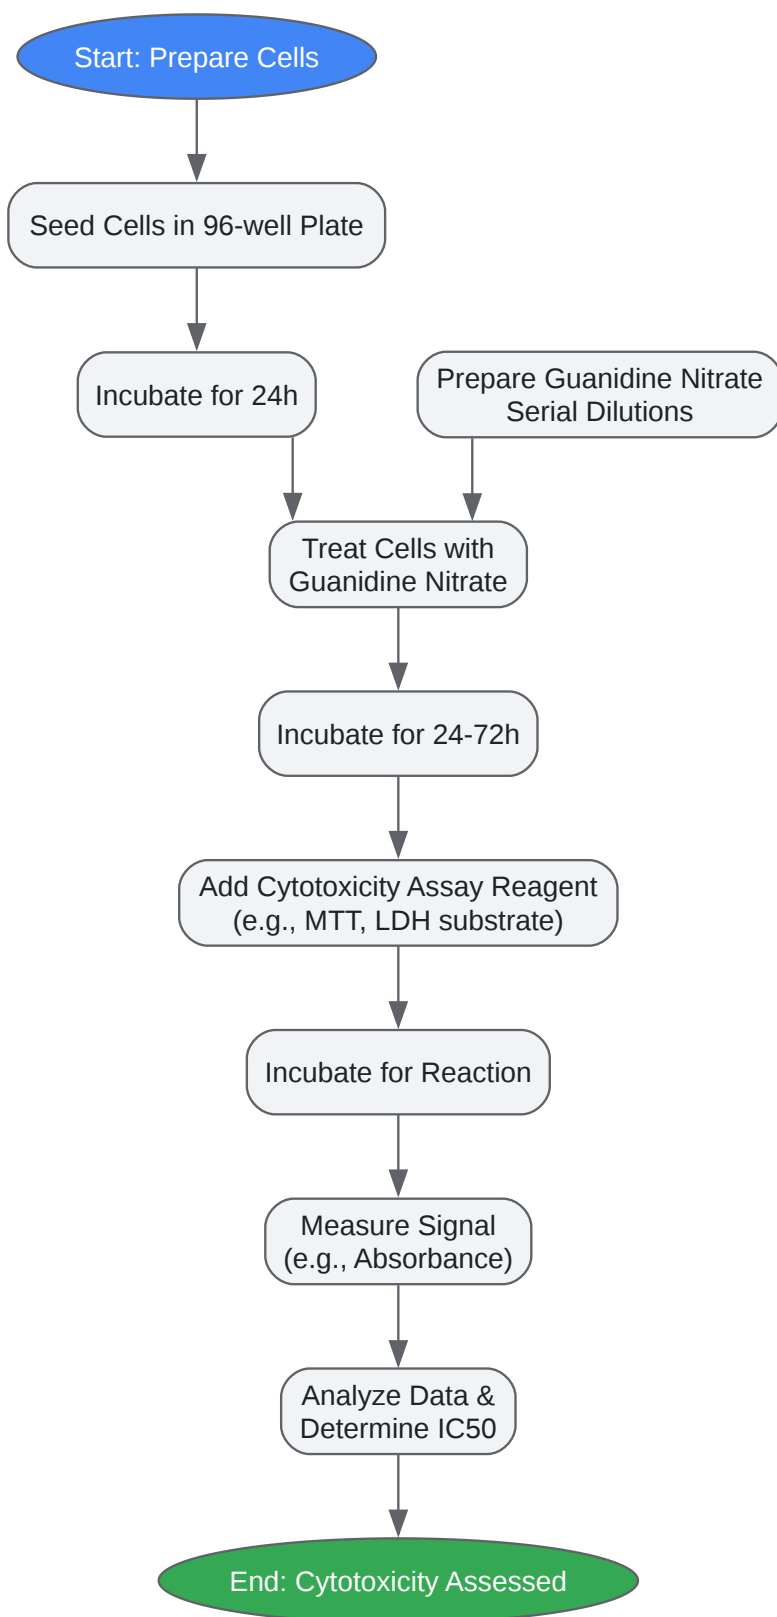 Start: Prepare Cells
Seed Cells in 96-well Plate
Incubate for 24h
Prepare Guanidine Nitrate
Serial Dilutions
Treat Cells with
Guanidine Nitrate
Incubate for 24-72h
Add Cytotoxicity Assay Reagent
(e.g., MTT, LDH substrate)
Incubate for Reaction
Measure Signal
(e.g., Absorbance)
Analyze Data &
Determine IC50
End: Cytotoxicity Assessed